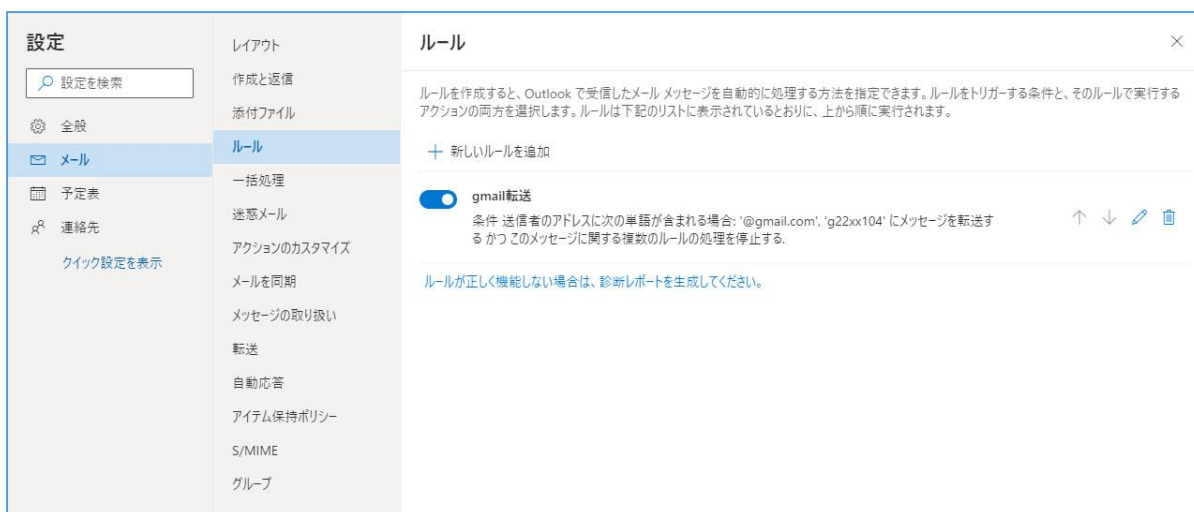 設定
設定を検索
全般
メール
予定表
連絡先
クイック設定を表示
レイアウト
作成と返信
添付ファイル
ルール
一括処理
迷惑メール
アクションのカスタマイズ
メールを同期
メッセージの取り扱い
転送
自動応答
アイテム保持ポリシー
S/MIME
グループ
ルール
ルールを作成すると、Outlook で受信したメール メッセージを自動的に処理する方法を指定できます。ルールをトリガーする条件と、そのルールで実行する
アクションの両方を選択します。ルールは下記のリストに表示されているとおりに、上から順に実行されます。
新しいルールを追加
gmail転送
条件 送信者のアドレスに次の単語が含まれる場合: '@gmail.com', 'g22xx104' にメッセージを転送す
る かつ このメッセージに関する複数のルールの処理を停止する.
ルールが正しく機能しない場合は、診断レポートを生成してください。